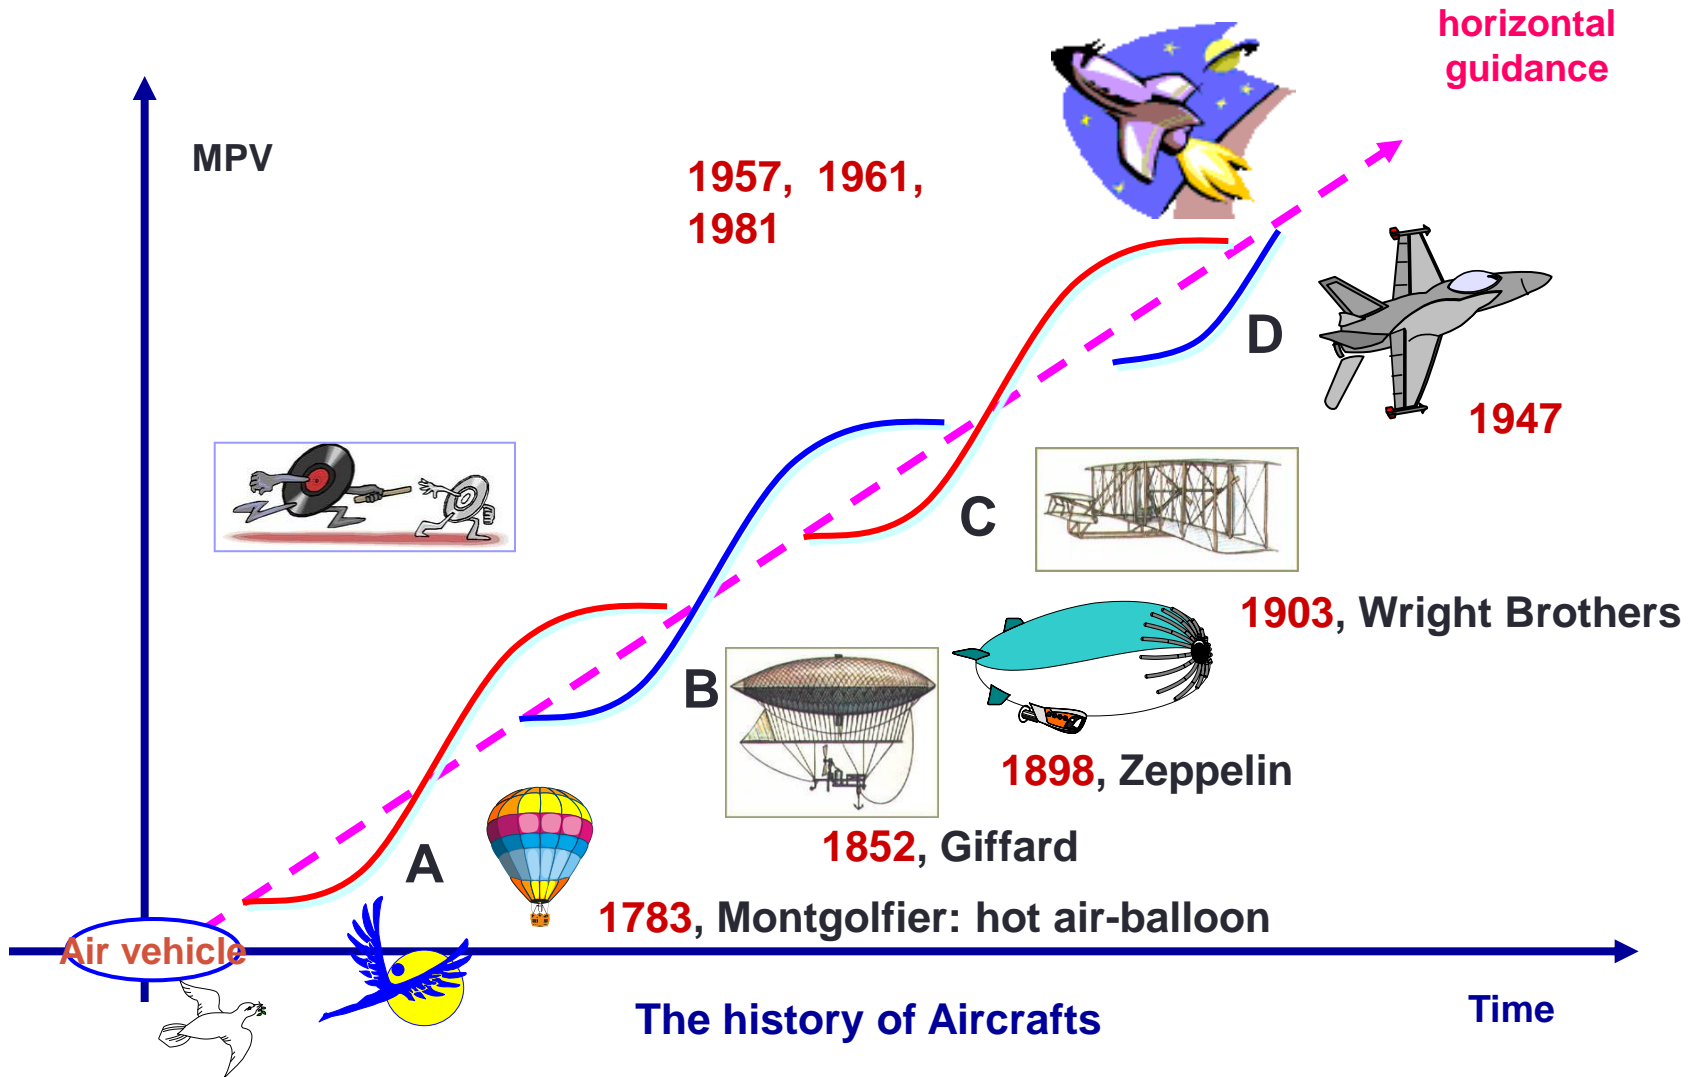 horizontal
guidance
MPV
1957, 1961,
1981
D
1947
C
1903, Wright Brothers
B
1898, Zeppelin
1852, Giffard
A
1783, Montgolfier: hot air-balloon
Air vehicle
The history of Aircrafts
Time